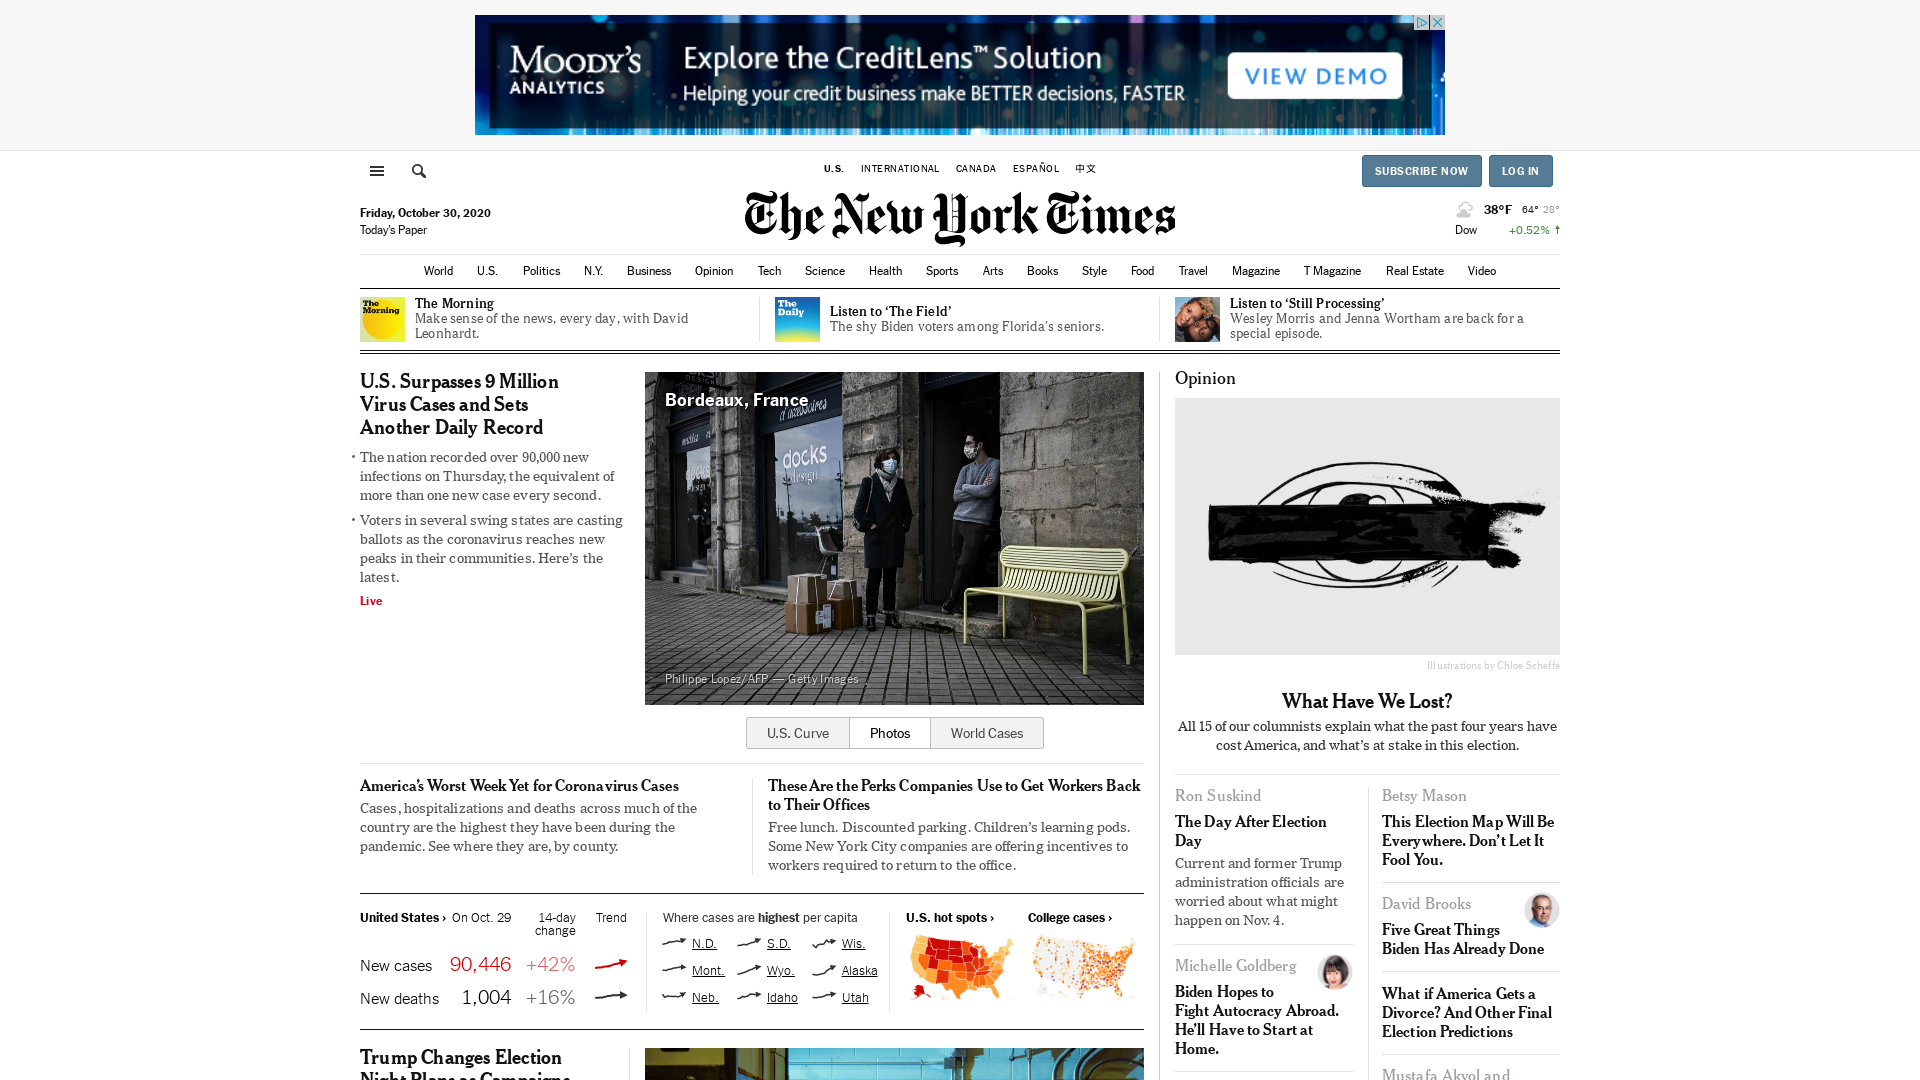 MOODY'S
ANALYTICS
Explore the CreditLens™ Solution
Helping your credit business make BETTER decisions, FASTER
VIEW DEMO
U.S.
INTERNATIONAL
CANADA
ESPAÑOL
中文
SUBSCRIBE NOW
LOG IN
The New York Times
Friday, October 30, 2020
Today's Paper
38°F 64° 28°
Dow +0.52% ↑
World U.S. Politics N.Y. Business Opinion Tech Science Health Sports Arts Books Style Food Travel Magazine T Magazine Real Estate Video
The
Morning
The Morning
Make sense of the news, every day, with David
Leonhardt.
The
Daily
Listen to ‘The Field’
The shy Biden voters among Florida’s seniors.
Listen to ‘Still Processing’
Wesley Morris and Jenna Wortham are back for a
special episode.
U.S. Surpasses 9 Million
Virus Cases and Sets
Another Daily Record
• The nation recorded over 90,000 new
infections on Thursday, the equivalent of
more than one new case every second.
• Voters in several swing states are casting
ballots as the coronavirus reaches new
peaks in their communities. Here’s the
latest.
Live
Bordeaux, France
d'accessoires
docks
design
docks
Philippe Lopez/AFP — Getty Images
U.S. Curve
Photos
World Cases
America’s Worst Week Yet for Coronavirus Cases
Cases, hospitalizations and deaths across much of the
country are the highest they have been during the
pandemic. See where they are, by county.
These Are the Perks Companies Use to Get Workers Back
to Their Offices
Free lunch. Discounted parking. Children’s learning pods.
Some New York City companies are offering incentives to
workers required to return to the office.
United States › On Oct. 29 14-day
change Trend
New cases 90,446 +42%
New deaths 1,004 +16%
Where cases are highest per capita
N.D. S.D. Wis.
Mont. Wyo. Alaska
Neb. Idaho Utah
U.S. hot spots ›
College cases ›
Trump Changes Election
Night Plans as Campaigns
Opinion
Illustrations by Chloe Scheffe
What Have We Lost?
All 15 of our columnists explain what the past four years have
cost America, and what’s at stake in this election.
Ron Suskind
The Day After Election
Day
Current and former Trump
administration officials are
worried about what might
happen on Nov. 4.
Michelle Goldberg
Biden Hopes to
Fight Autocracy Abroad.
He’ll Have to Start at
Home.
Betsy Mason
This Election Map Will Be
Everywhere. Don’t Let It
Fool You.
David Brooks
Five Great Things
Biden Has Already Done
What if America Gets a
Divorce? And Other Final
Election Predictions
Mustafa Akyol and